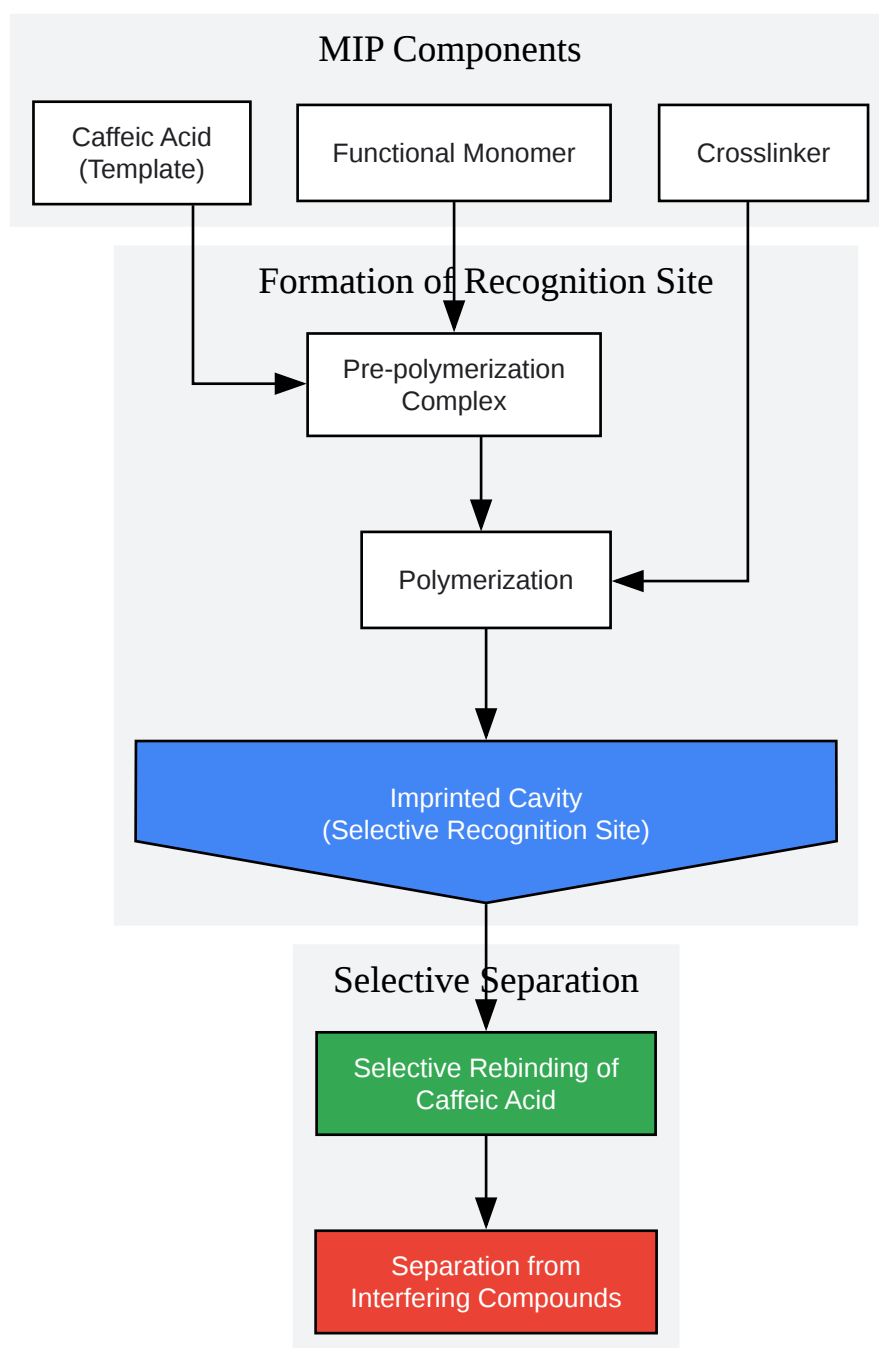 MIP Components
Caffeic Acid
(Template)
Functional Monomer
Crosslinker
Formation of Recognition Site
Pre-polymerization
Complex
Polymerization
Imprinted Cavity
(Selective Recognition Site)
Selective Separation
Selective Rebinding of
Caffeic Acid
Separation from
Interfering Compounds